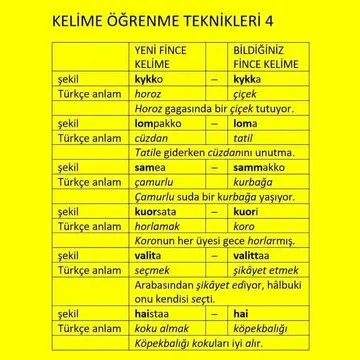 KELİME ÖĞRENME TEKNİKLERİ 4
YENİ FİNCE KELİME BİLDİĞİNİZ FİNCE KELİME
şekil kykko – kykka
Türkçe anlam horoz çiçek
Horoz gagasında bir çiçek tutuyor.
şekil lompakko – loma
Türkçe anlam cüzdan tatil
Tatile giderken cüzdanını unutma.
şekil samea – sammakko
Türkçe anlam çamurlu kurbağa
Çamurlu suda bir kurbağa yaşıyor.
şekil kuorsata – kuori
Türkçe anlam horlamak koro
Koronun her üyesi gece horlarmış.
şekil valita – valittaa
Türkçe anlam seçmek şikâyet etmek
Arabasından şikâyet ediyor, hâlbuki
onu kendisi seçti.
şekil haistaa – hai
Türkçe anlam koku almak köpekbalığı
Köpekbalığı kokuları iyi alır.